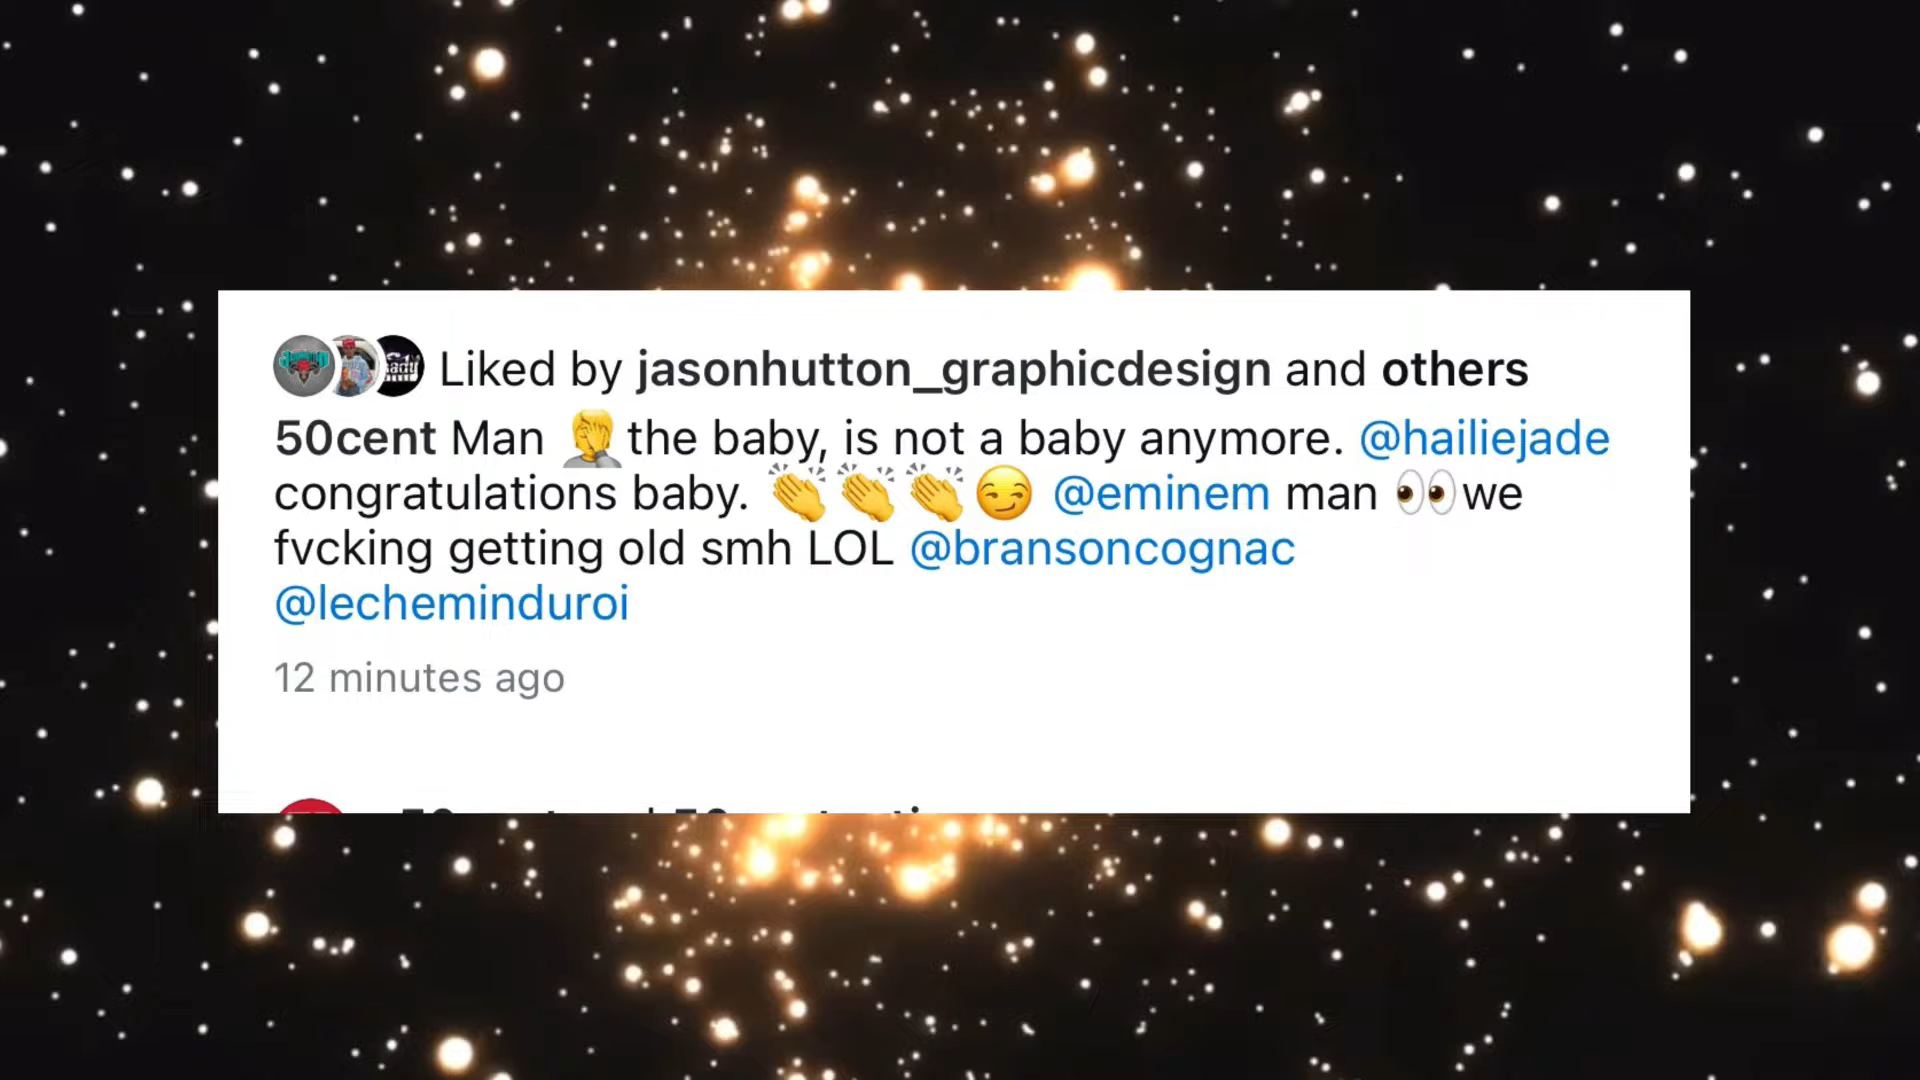 Liked by jasonhutton_graphicdesign and others
50cent Man 🤦the baby, is not a baby anymore. @hailiejade
congratulations baby. 👏👏👏😏 @eminem man 👀we
fvcking getting old smh LOL @bransoncognac
@lecheminduroi
12 minutes ago